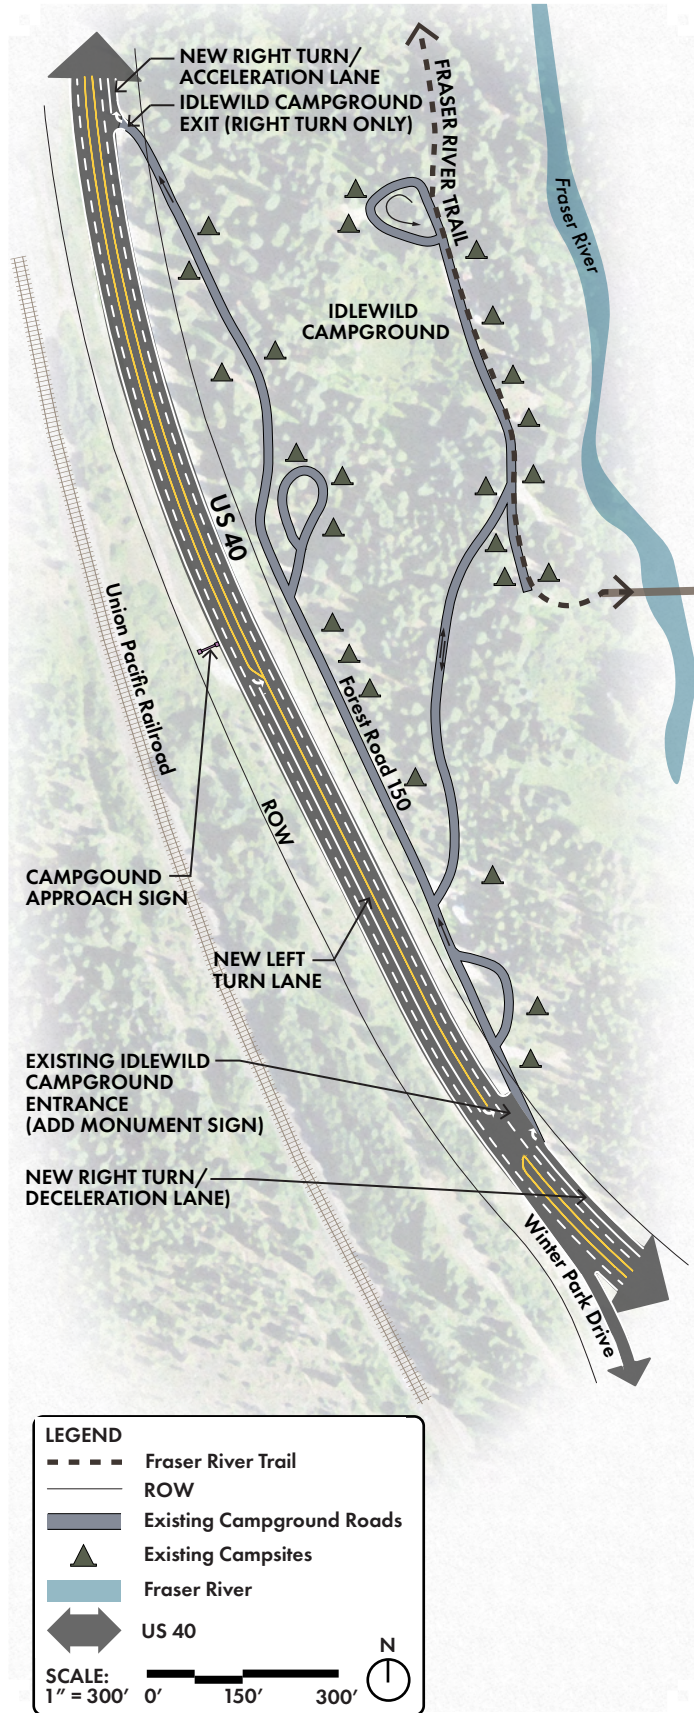 NEW RIGHT TURN/
ACCELERATION LANE
IDLEWILD CAMPGROUND
EXIT (RIGHT TURN ONLY)
FRASER RIVER TRAIL
Fraser River
IDLEWILD
CAMPGROUND
US 40
Union Pacific Railroad
Forest Road 150
ROW
CAMPGOUND
APPROACH SIGN
NEW LEFT
TURN LANE
EXISTING IDLEWILD
CAMPGROUND
ENTRANCE
(ADD MONUMENT SIGN)
NEW RIGHT TURN/
DECELERATION LANE)
Winter Park Drive
LEGEND
Fraser River Trail
ROW
Existing Campground Roads
Existing Campsites
Fraser River
US 40
N
SCALE:
1" = 300' 0' 150' 300'